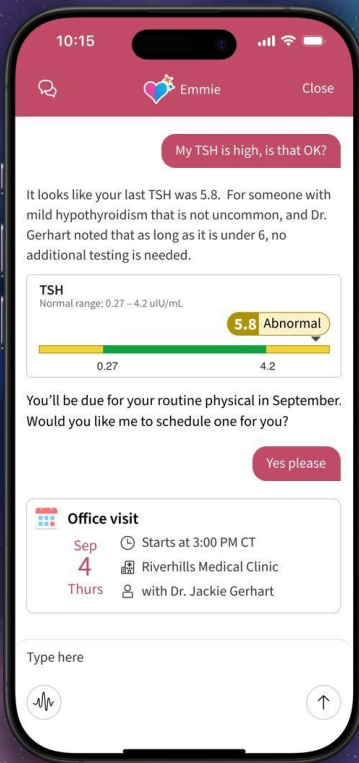 10:15
Emmie
Close
My TSH is high, is that OK?
It looks like your last TSH was 5.8. For someone with
mild hypothyroidism that is not uncommon, and Dr.
Gerhart noted that as long as it is under 6, no
additional testing is needed.
TSH
Normal range: 0.27 – 4.2 uIU/mL
5.8 Abnormal
0.27
4.2
You'll be due for your routine physical in September.
Would you like me to schedule one for you?
Yes please
Office visit
Sep
4
Thurs
Starts at 3:00 PM CT
Riverhills Medical Clinic
with Dr. Jackie Gerhart
Type here